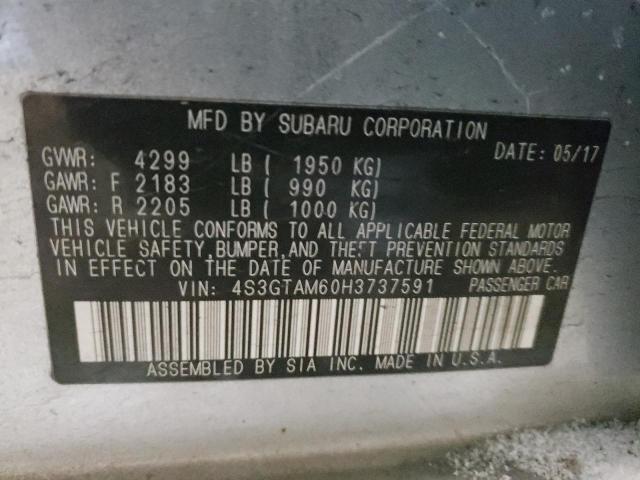 MFD BY SUBARU CORPORATION
DATE: 05/17
GVWR: 4299 LB ( 1950 KG)
GAWR: F 2183 LB ( 990 KG)
GAWR: R 2205 LB ( 1000 KG)
THIS VEHICLE CONFORMS TO ALL APPLICABLE FEDERAL MOTOR
VEHICLE SAFETY,BUMPER,AND THEFT PREVENTION STANDARDS
IN EFFECT ON THE DATE OF MANUFACTURE SHOWN ABOVE.
VIN: 4S3GTAM60H3737591 PASSENGER CAR
ASSEMBLED BY SIA INC. MADE IN U.S.A.